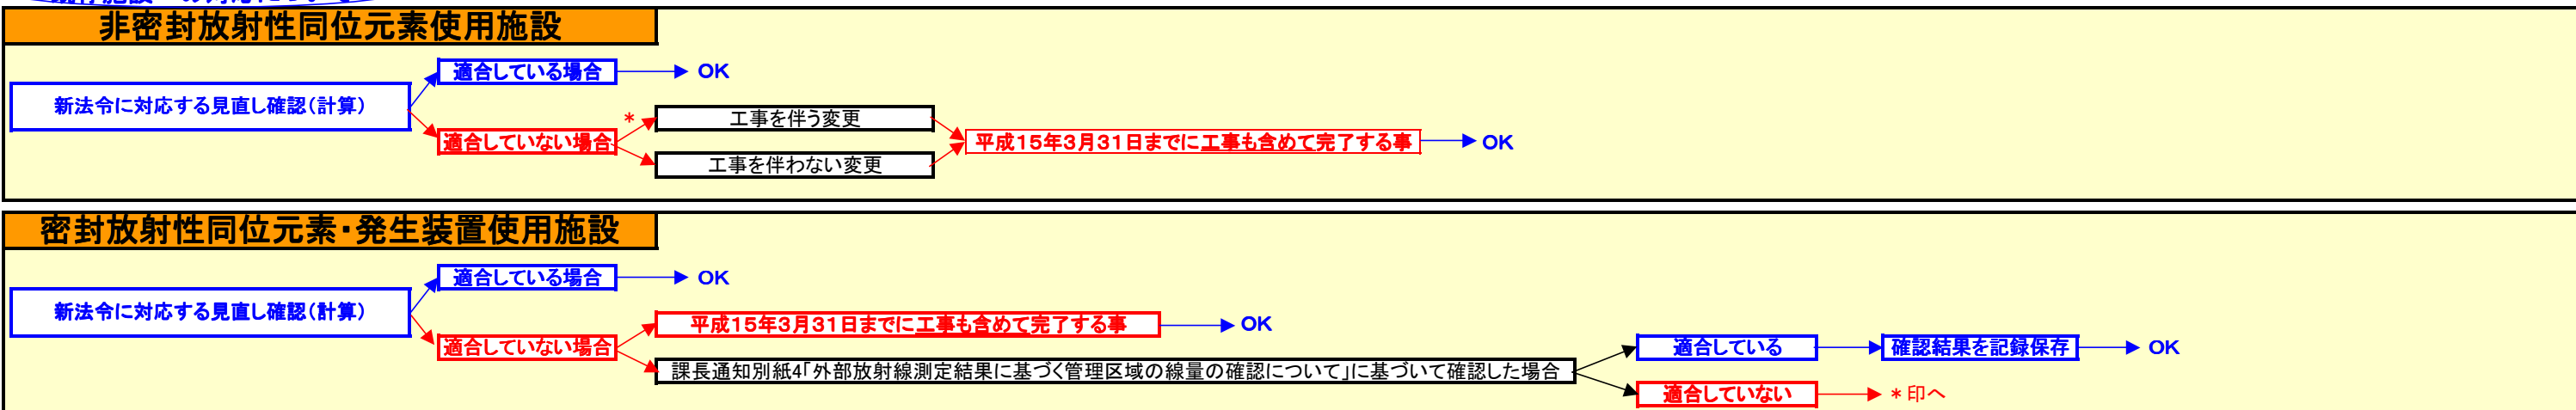 非密封放射性同位元素使用施設
適合している場合 OK
新法令に対応する見直し確認(計算)
* 工事を伴う変更
適合していない場合 平成15年3月31日までに工事も含めて完了する事 OK
工事を伴わない変更
密封放射性同位元素・発生装置使用施設
適合している場合 OK
新法令に対応する見直し確認(計算)
平成15年3月31日までに工事も含めて完了する事 OK
適合していない場合 適合している 確認結果を記録保存 OK
課長通知別紙4「外部放射線測定結果に基づく管理区域の線量の確認について」に基づいて確認した場合
適合していない *印へ